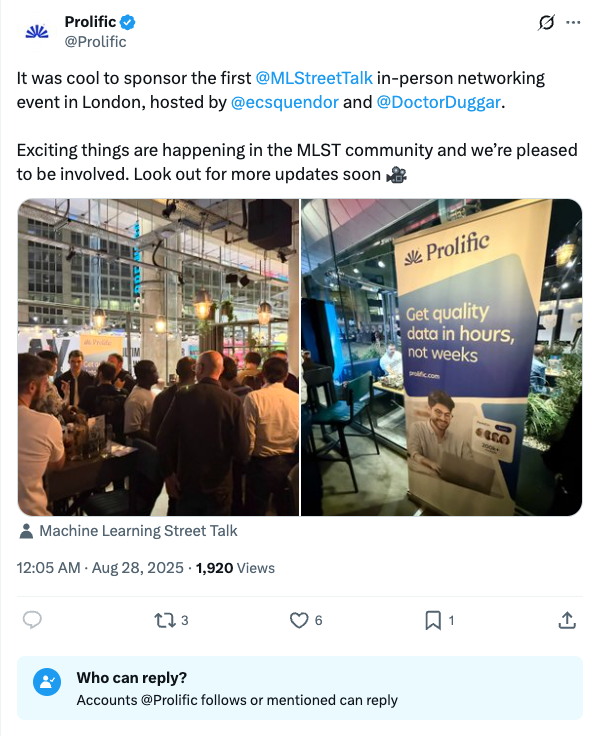 Prolific
@Prolific
It was cool to sponsor the first @MLStreetTalk in-person networking
event in London, hosted by @ecsquendor and @DoctorDuggar.
Exciting things are happening in the MLST community and we’re pleased
to be involved. Look out for more updates soon
Prolific
Prolific
Get quality
data in hours,
not weeks
prolific.com
Machine Learning Street Talk
12:05 AM · Aug 28, 2025 · 1,920 Views
3
6
1
Who can reply?
Accounts @Prolific follows or mentioned can reply